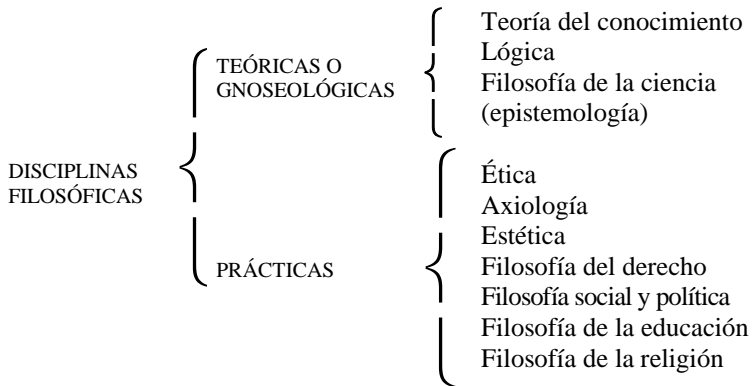 DISCIPLINAS
FILOSÓFICAS
TEÓRICAS O
GNOSEOLÓGICAS
Teoría del conocimiento
Lógica
Filosofía de la ciencia
(epistemología)
PRÁCTICAS
Ética
Axiología
Estética
Filosofía del derecho
Filosofía social y política
Filosofía de la educación
Filosofía de la religión